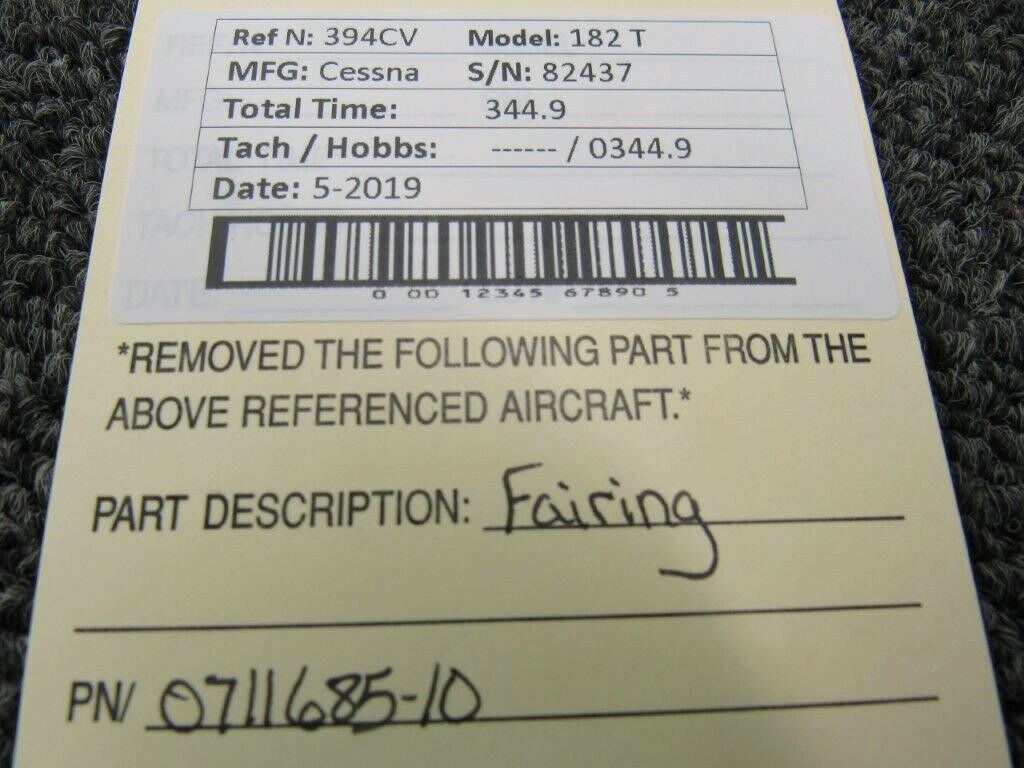 Ref N: 394CV Model: 182 T
MFG: Cessna S/N: 82437
Total Time: 344.9
Tach / Hobbs: ------ / 0344.9
Date: 5-2019
0 00 12345 67890 5
*REMOVED THE FOLLOWING PART FROM THE
ABOVE REFERENCED AIRCRAFT.*
PART DESCRIPTION: Fairing
PN/ 0711685-10